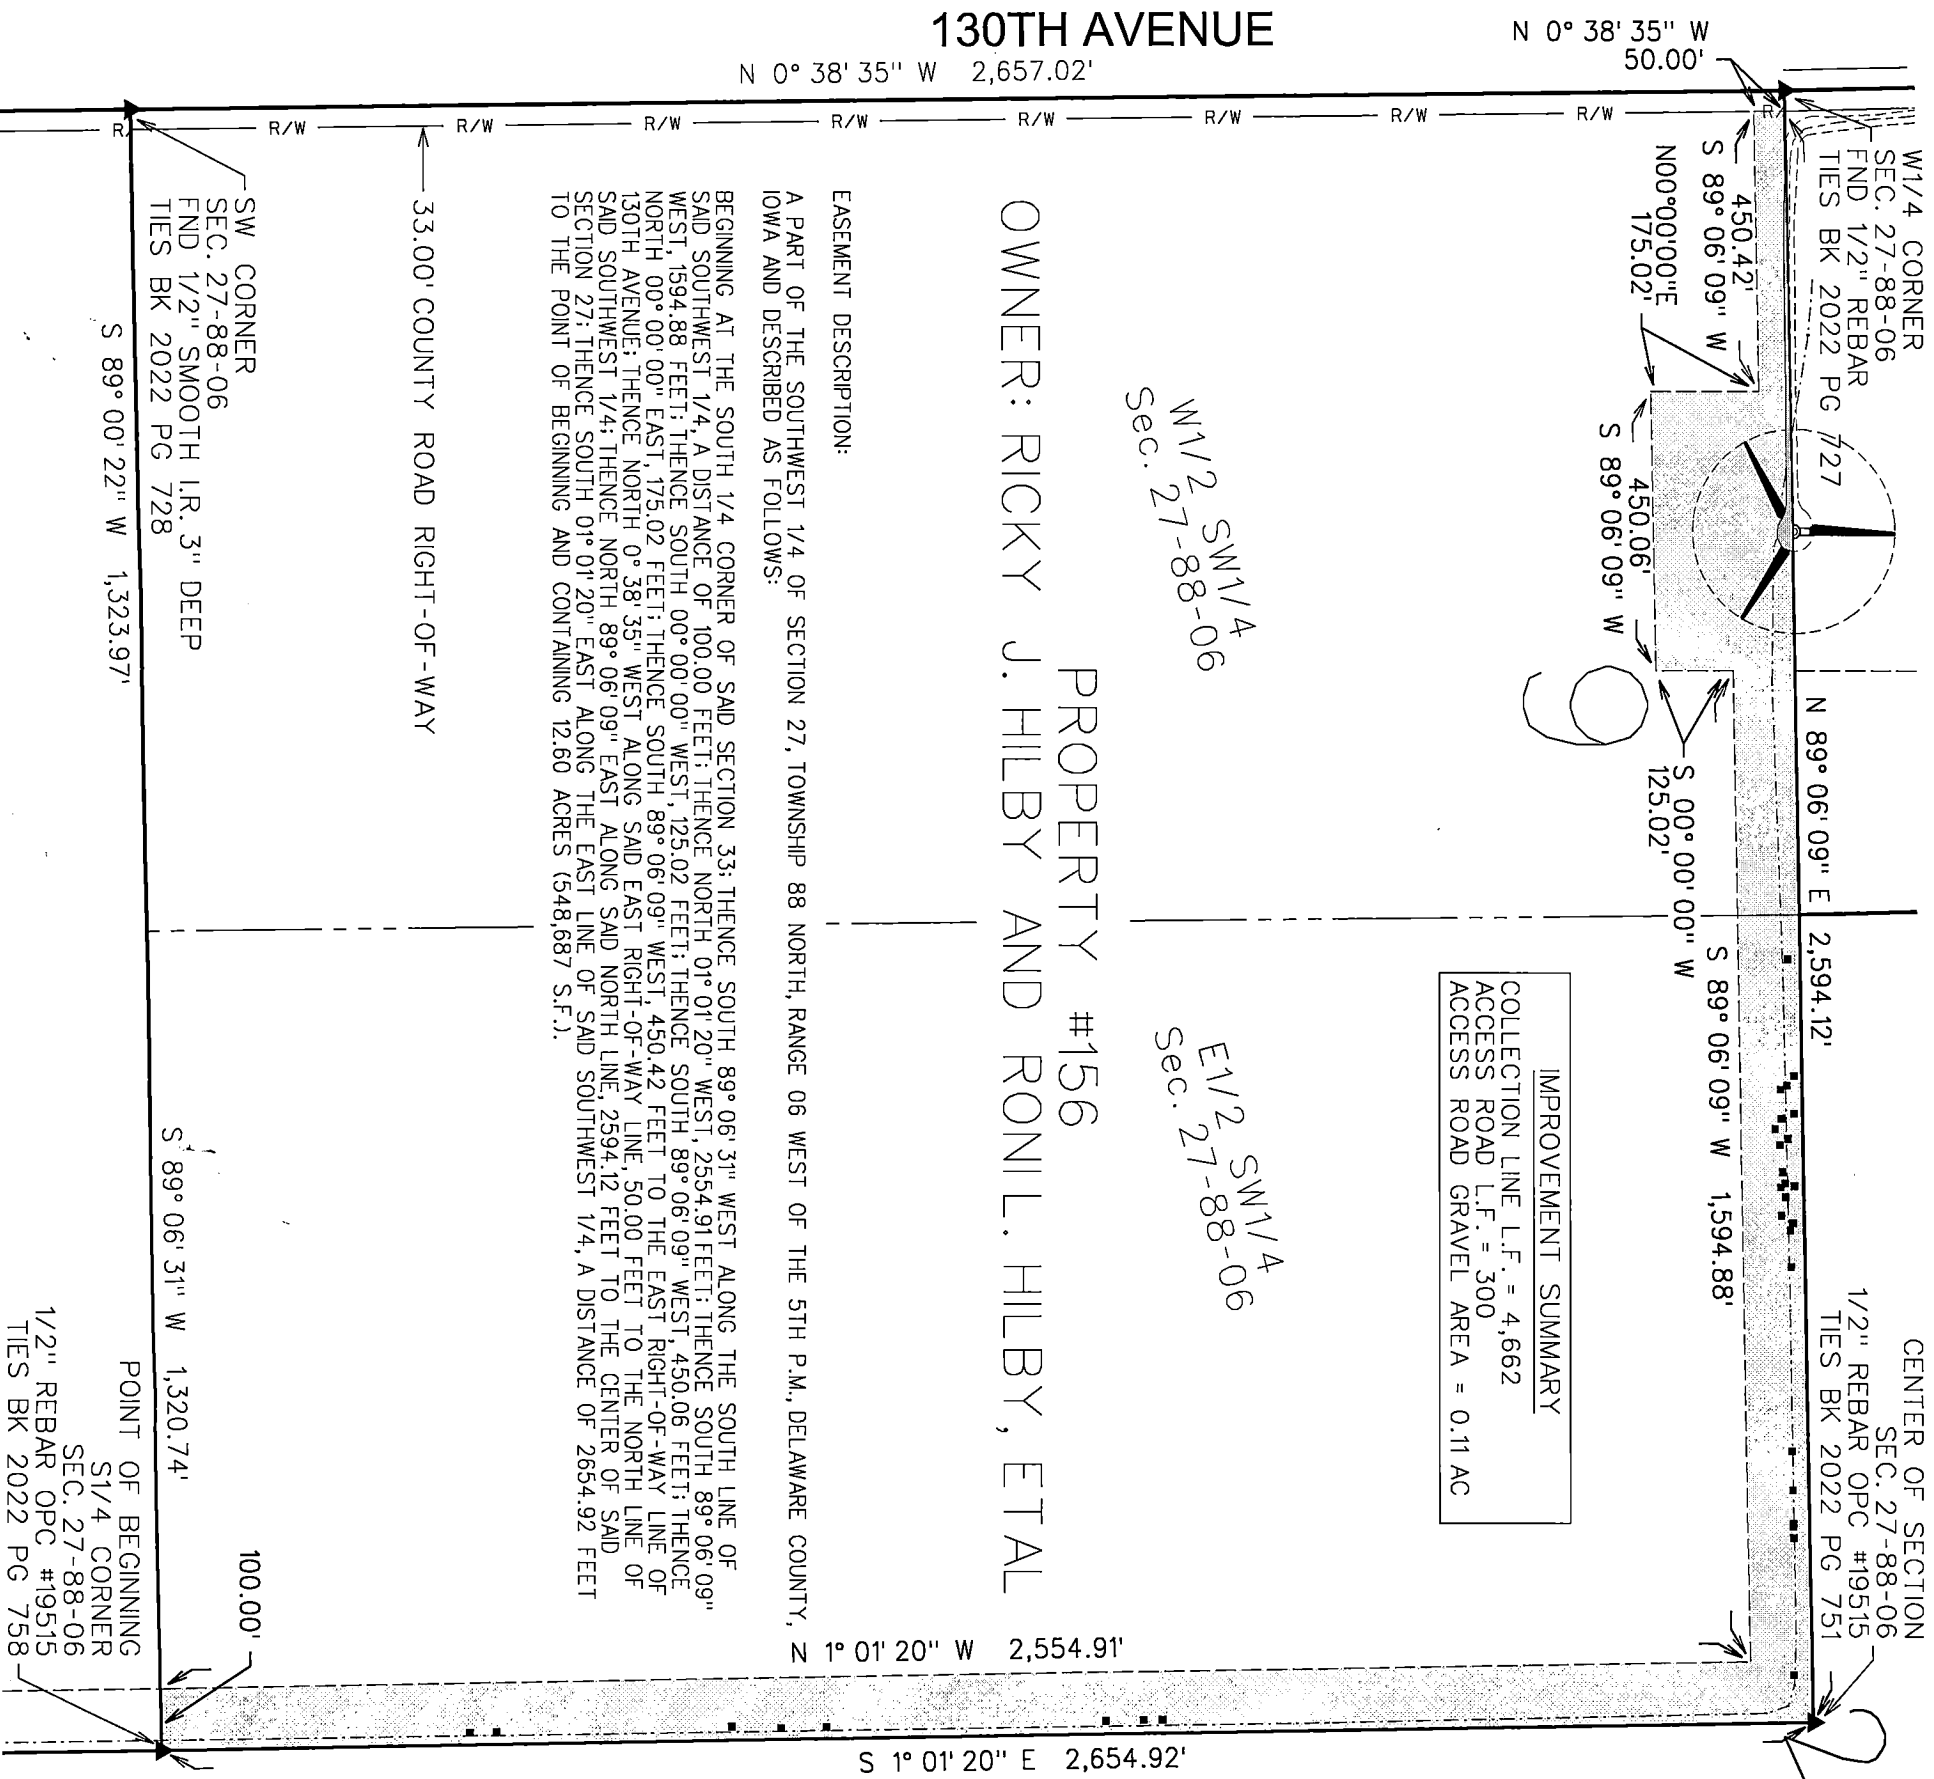 130TH AVENUE
N 0° 38' 35" W 2,657.02'
N 0° 38' 35" W
50.00'
R/W R/W R/W R/W R/W R/W R/W R/W
W1/4 CORNER
SEC. 27-88-06
FND 1/2" REBAR
TIES BK 2022 PG 727
450.42'
S 89° 06' 09" W
N00°00'00"E
175.02'
450.06'
S 89° 06' 09" W
S 00° 00' 00" W
125.02'
N 89° 06' 09" E 2,594.12'
S 89° 06' 09" W 1,594.88'
CENTER OF SECTION
SEC. 27-88-06
1/2" REBAR OPC #19515
TIES BK 2022 PG 751
IMPROVEMENT SUMMARY
COLLECTION LINE L.F. = 4,662
ACCESS ROAD L.F. = 300
ACCESS ROAD GRAVEL AREA = 0.11 AC
W1/2 SW1/4
Sec. 27-88-06
E1/2 SW1/4
Sec. 27-88-06
PROPERTY #156
OWNER: RICKY J. HILBY AND RONI L. HILBY, ETAL
EASEMENT DESCRIPTION:
A PART OF THE SOUTHWEST 1/4 OF SECTION 27, TOWNSHIP 88 NORTH, RANGE 06 WEST OF THE 5TH P.M., DELAWARE COUNTY,
IOWA AND DESCRIBED AS FOLLOWS:
BEGINNING AT THE SOUTH 1/4 CORNER OF SAID SECTION 33; THENCE SOUTH 89° 06' 31" WEST ALONG THE SOUTH LINE OF
SAID SOUTHWEST 1/4, A DISTANCE OF 100.00 FEET; THENCE NORTH 01° 01' 20" WEST, 2554.91 FEET; THENCE SOUTH 89° 06' 09"
WEST, 1594.88 FEET; THENCE SOUTH 00° 00' 00" WEST, 125.02 FEET; THENCE SOUTH 89° 06' 09" WEST, 450.06 FEET; THENCE
NORTH 00° 00' 00" EAST, 175.02 FEET; THENCE SOUTH 89° 06' 09" WEST, 450.42 FEET TO THE EAST RIGHT-OF-WAY LINE OF
130TH AVENUE; THENCE NORTH 0° 38' 35" WEST ALONG SAID EAST RIGHT-OF-WAY LINE, 50.00 FEET TO THE NORTH LINE OF
SAID SOUTHWEST 1/4; THENCE NORTH 89° 06' 09" EAST ALONG SAID NORTH LINE, 2594.12 FEET TO THE CENTER OF SAID
SECTION 27; THENCE SOUTH 01° 01' 20" EAST ALONG THE EAST LINE OF SAID SOUTHWEST 1/4, A DISTANCE OF 2654.92 FEET
TO THE POINT OF BEGINNING AND CONTAINING 12.60 ACRES (548,687 S.F.).
33.00' COUNTY ROAD RIGHT-OF-WAY
SW CORNER
SEC. 27-88-06
FND 1/2" SMOOTH I.R. 3" DEEP
TIES BK 2022 PG 728
S 89° 00' 22" W 1,323.97'
S 89° 06' 31" W 1,320.74'
100.00'
N 1° 01' 20" W 2,554.91'
S 1° 01' 20" E 2,654.92'
POINT OF BEGINNING
S1/4 CORNER
SEC. 27-88-06
1/2" REBAR OPC #19515
TIES BK 2022 PG 758